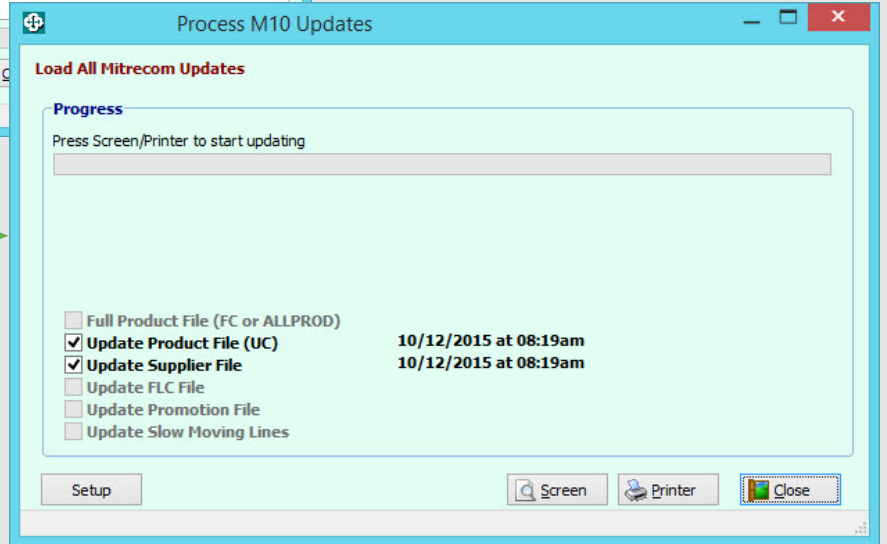 Process M10 Updates
Load All Mitrecom Updates
Progress
Press Screen/Printer to start updating
Full Product File (FC or ALLPROD)
Update Product File (UC) 10/12/2015 at 08:19am
Update Supplier File 10/12/2015 at 08:19am
Update FLC File
Update Promotion File
Update Slow Moving Lines
Setup Screen Printer Close